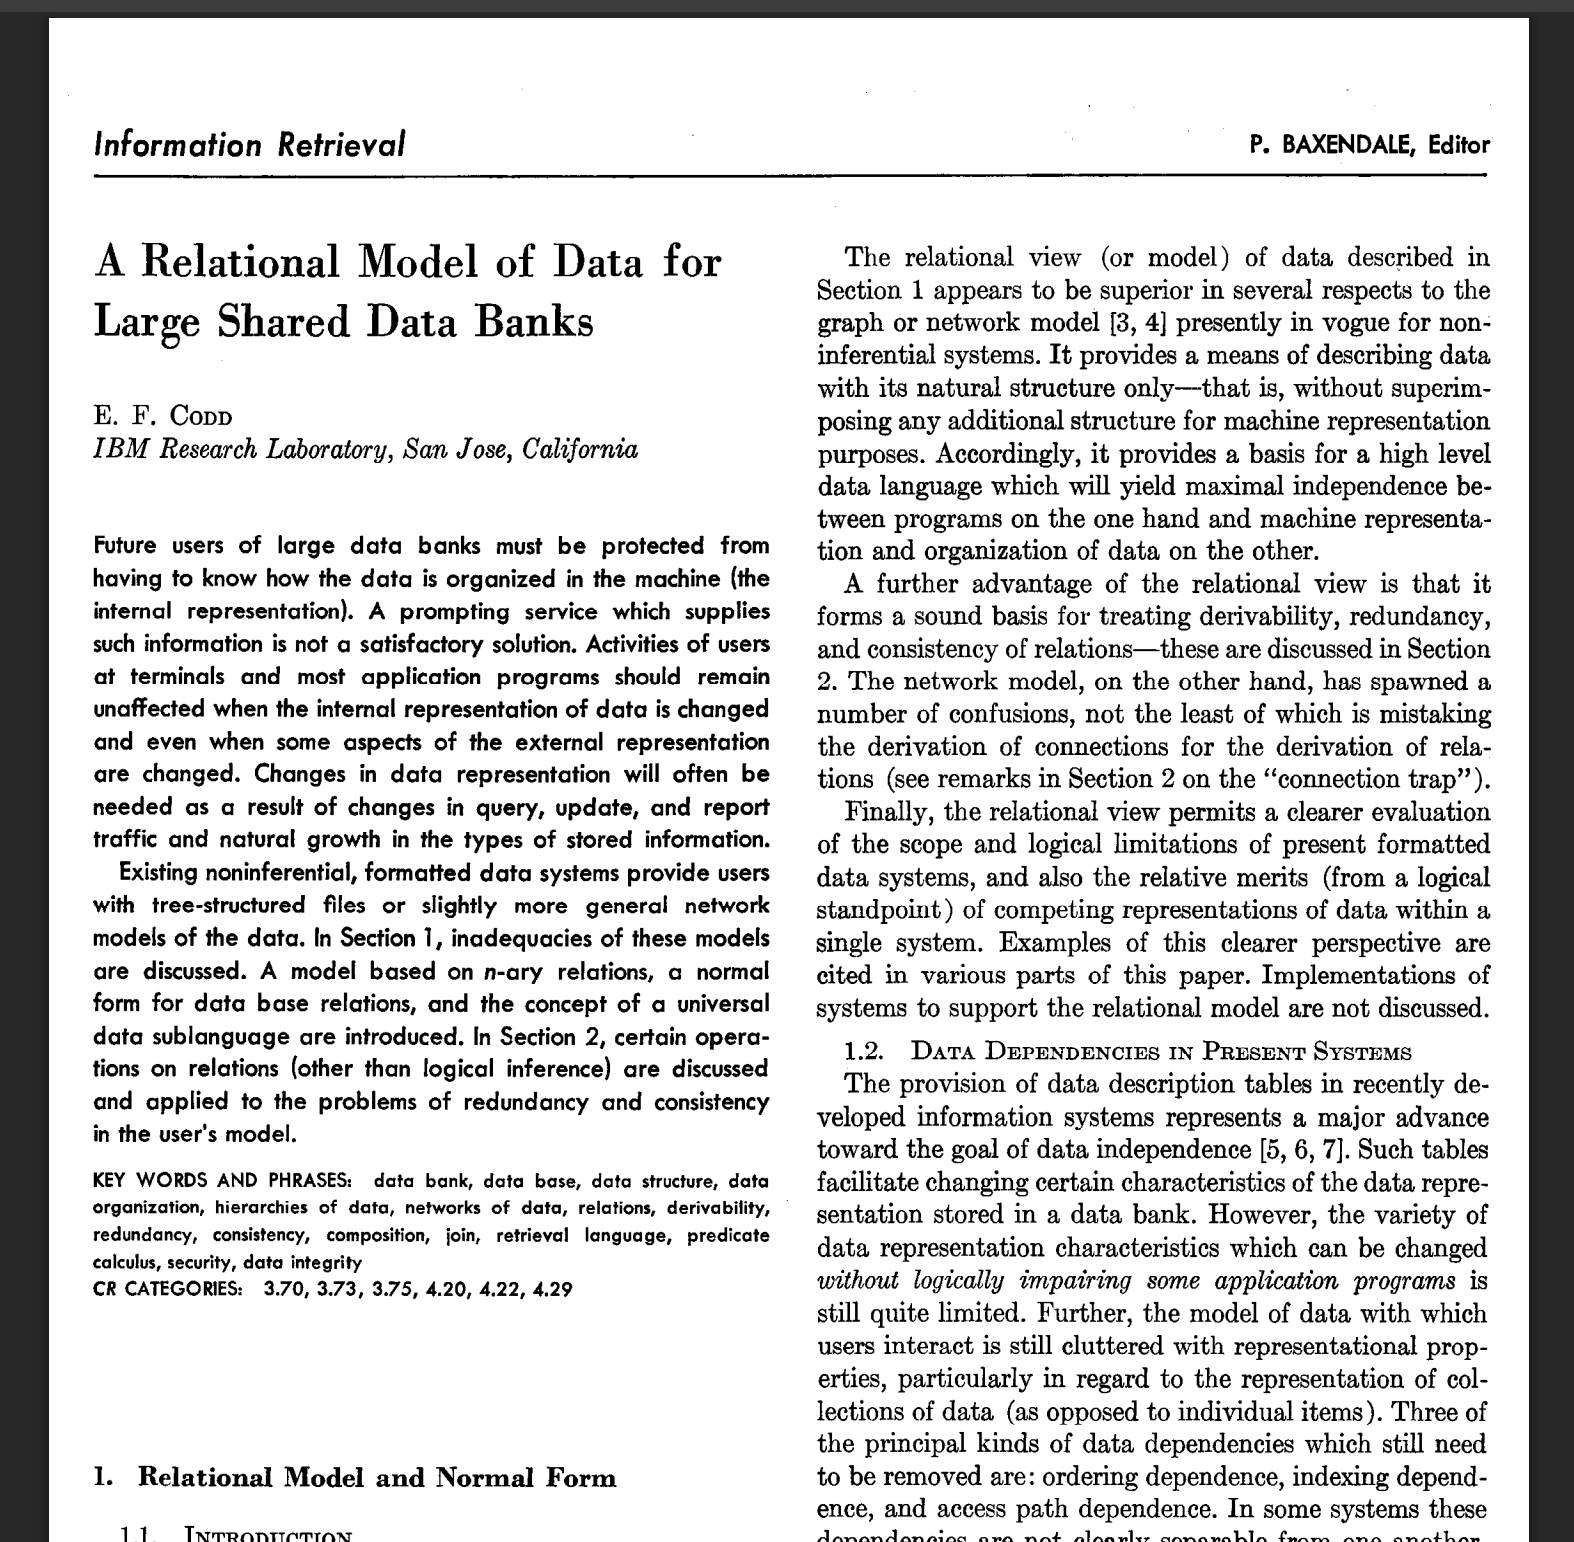 Information Retrieval
P. BAXENDALE, Editor
A Relational Model of Data for
Large Shared Data Banks
E. F. CODD
IBM Research Laboratory, San Jose, California
Future users of large data banks must be protected from
having to know how the data is organized in the machine (the
internal representation). A prompting service which supplies
such information is not a satisfactory solution. Activities of users
at terminals and most application programs should remain
unaffected when the internal representation of data is changed
and even when some aspects of the external representation
are changed. Changes in data representation will often be
needed as a result of changes in query, update, and report
traffic and natural growth in the types of stored information.
Existing noninferential, formatted data systems provide users
with tree-structured files or slightly more general network
models of the data. In Section 1, inadequacies of these models
are discussed. A model based on n-ary relations, a normal
form for data base relations, and the concept of a universal
data sublanguage are introduced. In Section 2, certain opera-
tions on relations (other than logical inference) are discussed
and applied to the problems of redundancy and consistency
in the user's model.
KEY WORDS AND PHRASES: data bank, data base, data structure, data
organization, hierarchies of data, networks of data, relations, derivability,
redundancy, consistency, composition, join, retrieval language, predicate
calculus, security, data integrity
CR CATEGORIES: 3.70, 3.73, 3.75, 4.20, 4.22, 4.29
1. Relational Model and Normal Form
1.1. INTRODUCTION
The relational view (or model) of data described in
Section 1 appears to be superior in several respects to the
graph or network model [3, 4] presently in vogue for non-
inferential systems. It provides a means of describing data
with its natural structure only—that is, without superim-
posing any additional structure for machine representation
purposes. Accordingly, it provides a basis for a high level
data language which will yield maximal independence be-
tween programs on the one hand and machine representa-
tion and organization of data on the other.
A further advantage of the relational view is that it
forms a sound basis for treating derivability, redundancy,
and consistency of relations—these are discussed in Section
2. The network model, on the other hand, has spawned a
number of confusions, not the least of which is mistaking
the derivation of connections for the derivation of rela-
tions (see remarks in Section 2 on the “connection trap”).
Finally, the relational view permits a clearer evaluation
of the scope and logical limitations of present formatted
data systems, and also the relative merits (from a logical
standpoint) of competing representations of data within a
single system. Examples of this clearer perspective are
cited in various parts of this paper. Implementations of
systems to support the relational model are not discussed.
1.2. DATA DEPENDENCIES IN PRESENT SYSTEMS
The provision of data description tables in recently de-
veloped information systems represents a major advance
toward the goal of data independence [5, 6, 7]. Such tables
facilitate changing certain characteristics of the data repre-
sentation stored in a data bank. However, the variety of
data representation characteristics which can be changed
without logically impairing some application programs is
still quite limited. Further, the model of data with which
users interact is still cluttered with representational prop-
erties, particularly in regard to the representation of col-
lections of data (as opposed to individual items). Three of
the principal kinds of data dependencies which still need
to be removed are: ordering dependence, indexing depend-
ence, and access path dependence. In some systems these
dependencies are not clearly separable from one another.